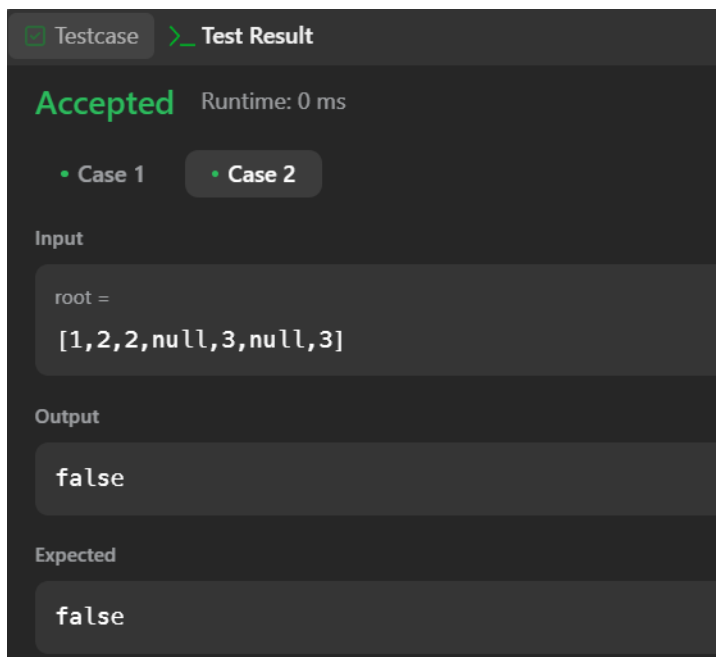 Testcase >_ Test Result
Accepted Runtime: 0 ms
• Case 1 • Case 2
Input
root =
[1,2,2,null,3,null,3]
Output
false
Expected
false